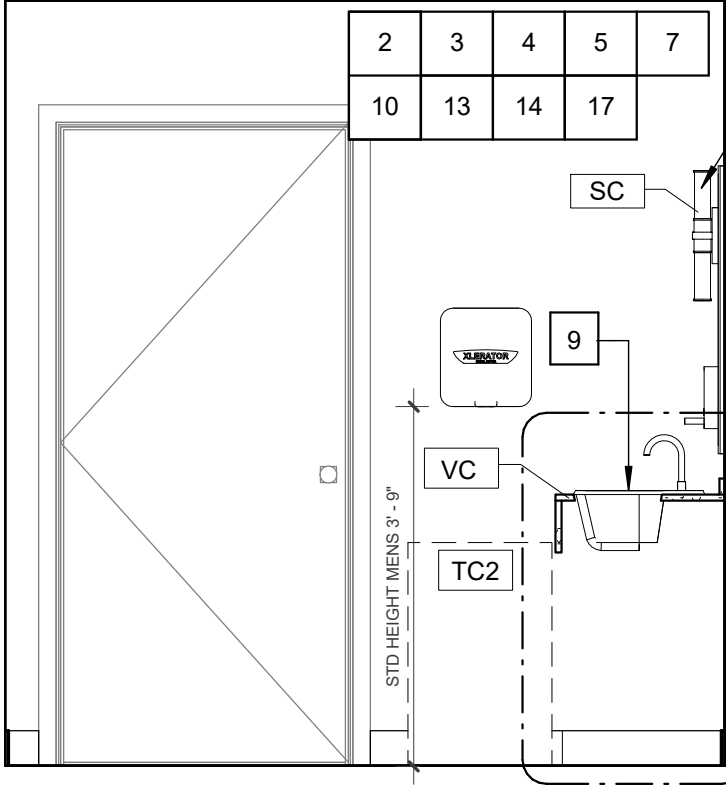 2 3 4 5 7
10 13 14 17
SC
XLERATOR
9
VC
STD HEIGHT MENS 3' - 9"
TC2